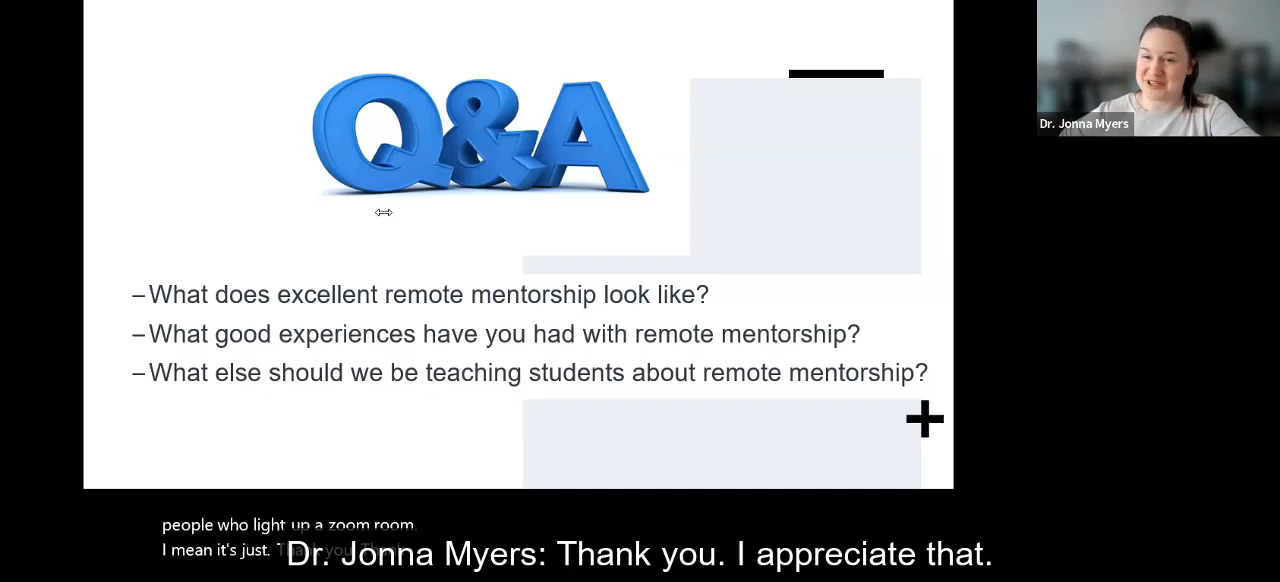 Q&A
Dr. Jonna Myers
–What does excellent remote mentorship look like?
–What good experiences have you had with remote mentorship?
–What else should we be teaching students about remote mentorship?
people who light up a zoom room.
I mean it's just.
Dr. Jonna Myers: Thank you. I appreciate that.